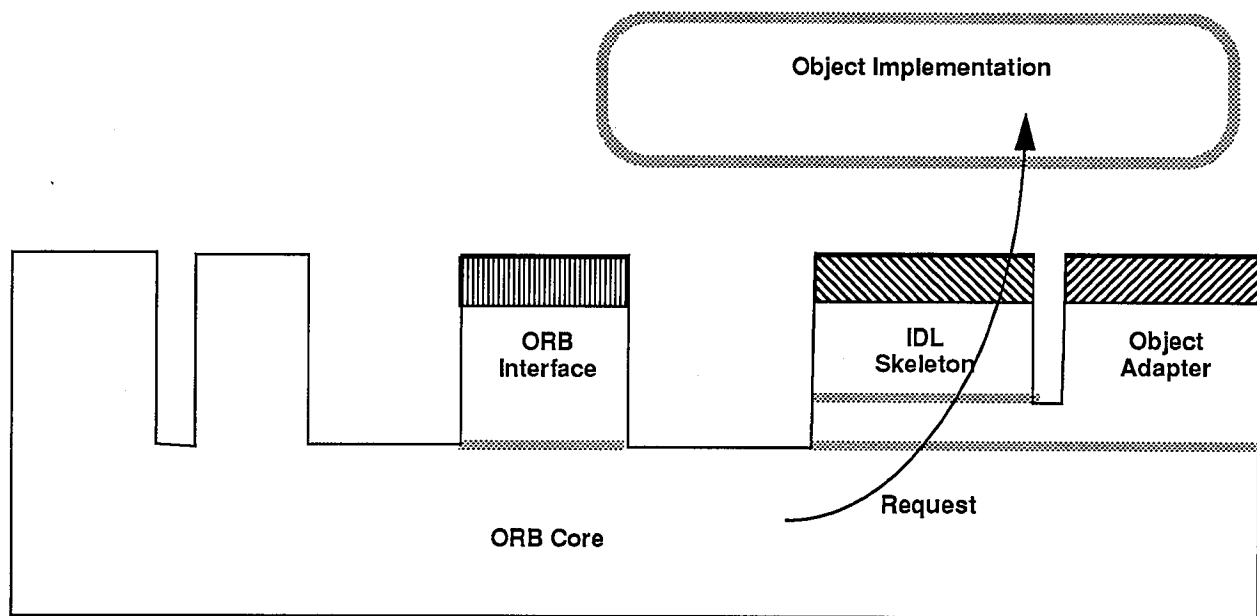 Object Implementation
ORB
Interface
IDL
Skeleton
Object
Adapter
Request
ORB Core